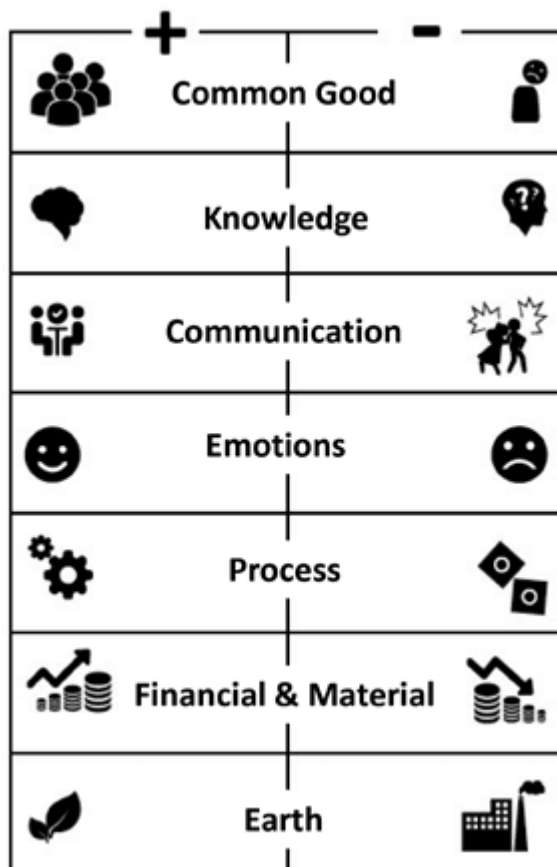 + -
Common Good
??
Knowledge
Communication
Emotions
Process
Financial & Material
Earth